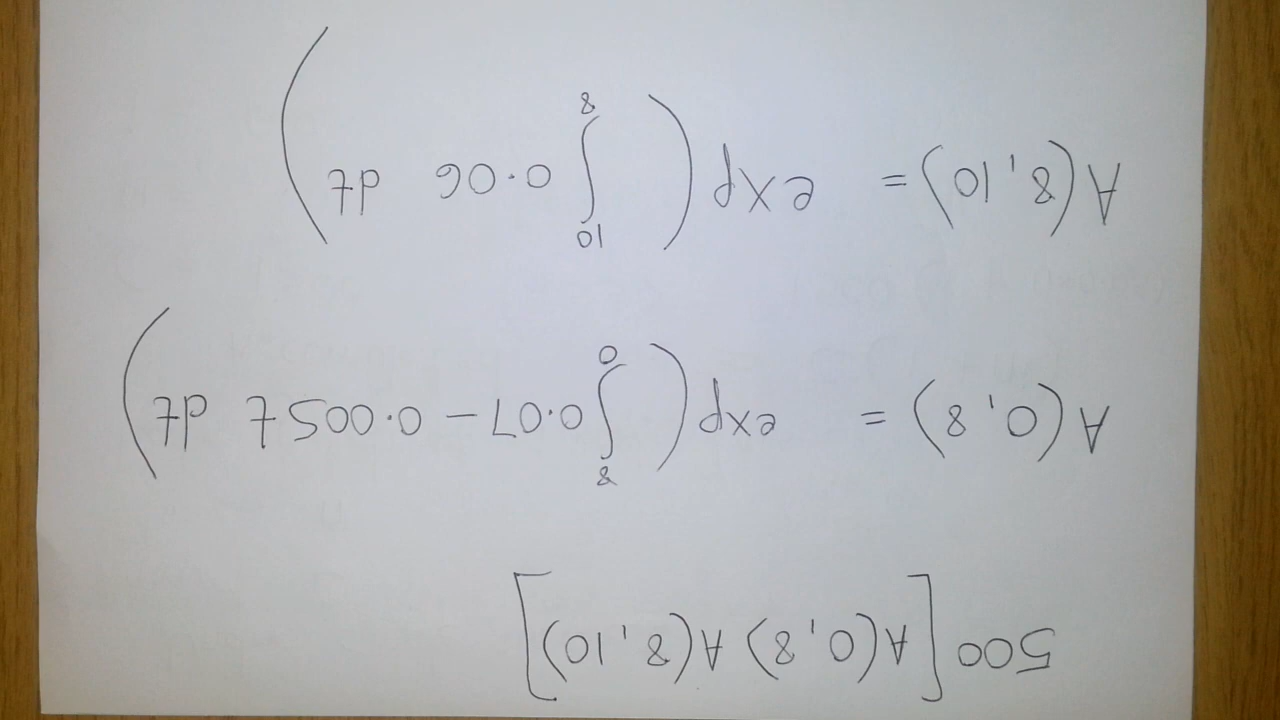 500 [A(0,8) A(8,10)]
A(0,8) = exp(∫₀⁸ 0.07 − 0.005t dt)
A(8,10) = exp(∫₈¹⁰ 0.06 dt)